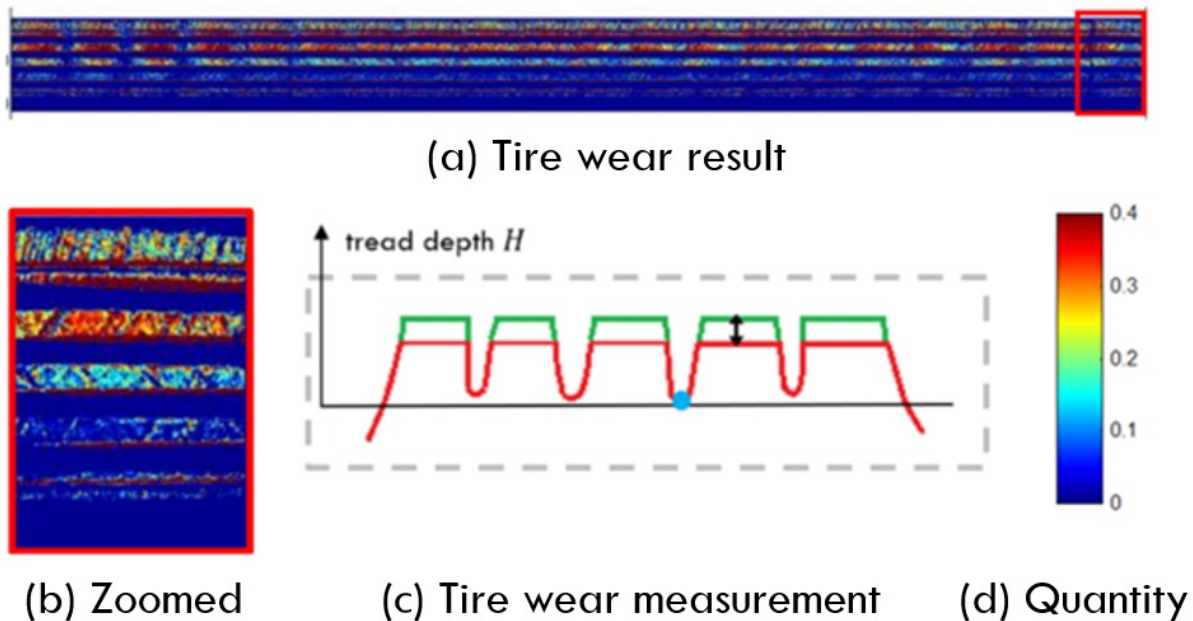 (a) Tire wear result
tread depth H
0.4
0.3
0.2
0.1
0
(b) Zoomed
(c) Tire wear measurement
(d) Quantity